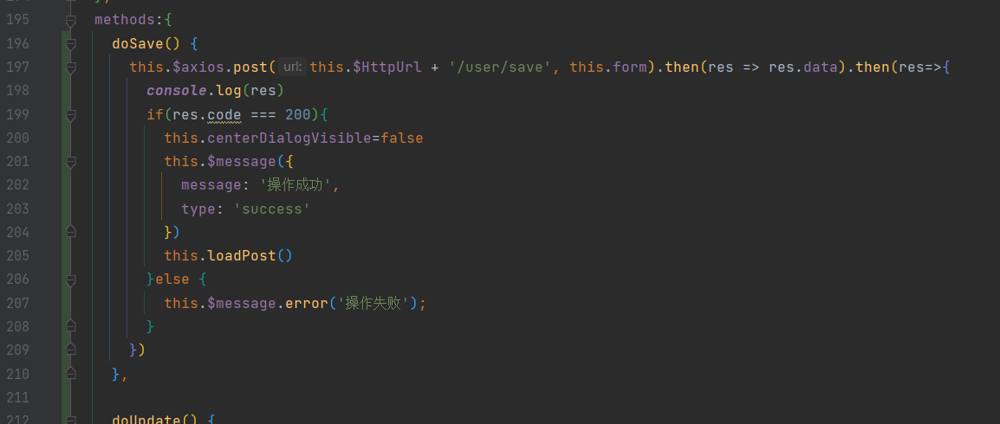 195 methods:{
196 doSave() {
197 this.$axios.post( url: this.$HttpUrl + '/user/save', this.form).then(res => res.data).then(res=>{
198 console.log(res)
199 if(res.code === 200){
200 this.centerDialogVisible=false
201 this.$message({
202 message: '操作成功',
203 type: 'success'
204 })
205 this.loadPost()
206 }else {
207 this.$message.error('操作失败');
208 }
209 })
210 },
211
212 doUpdate() {